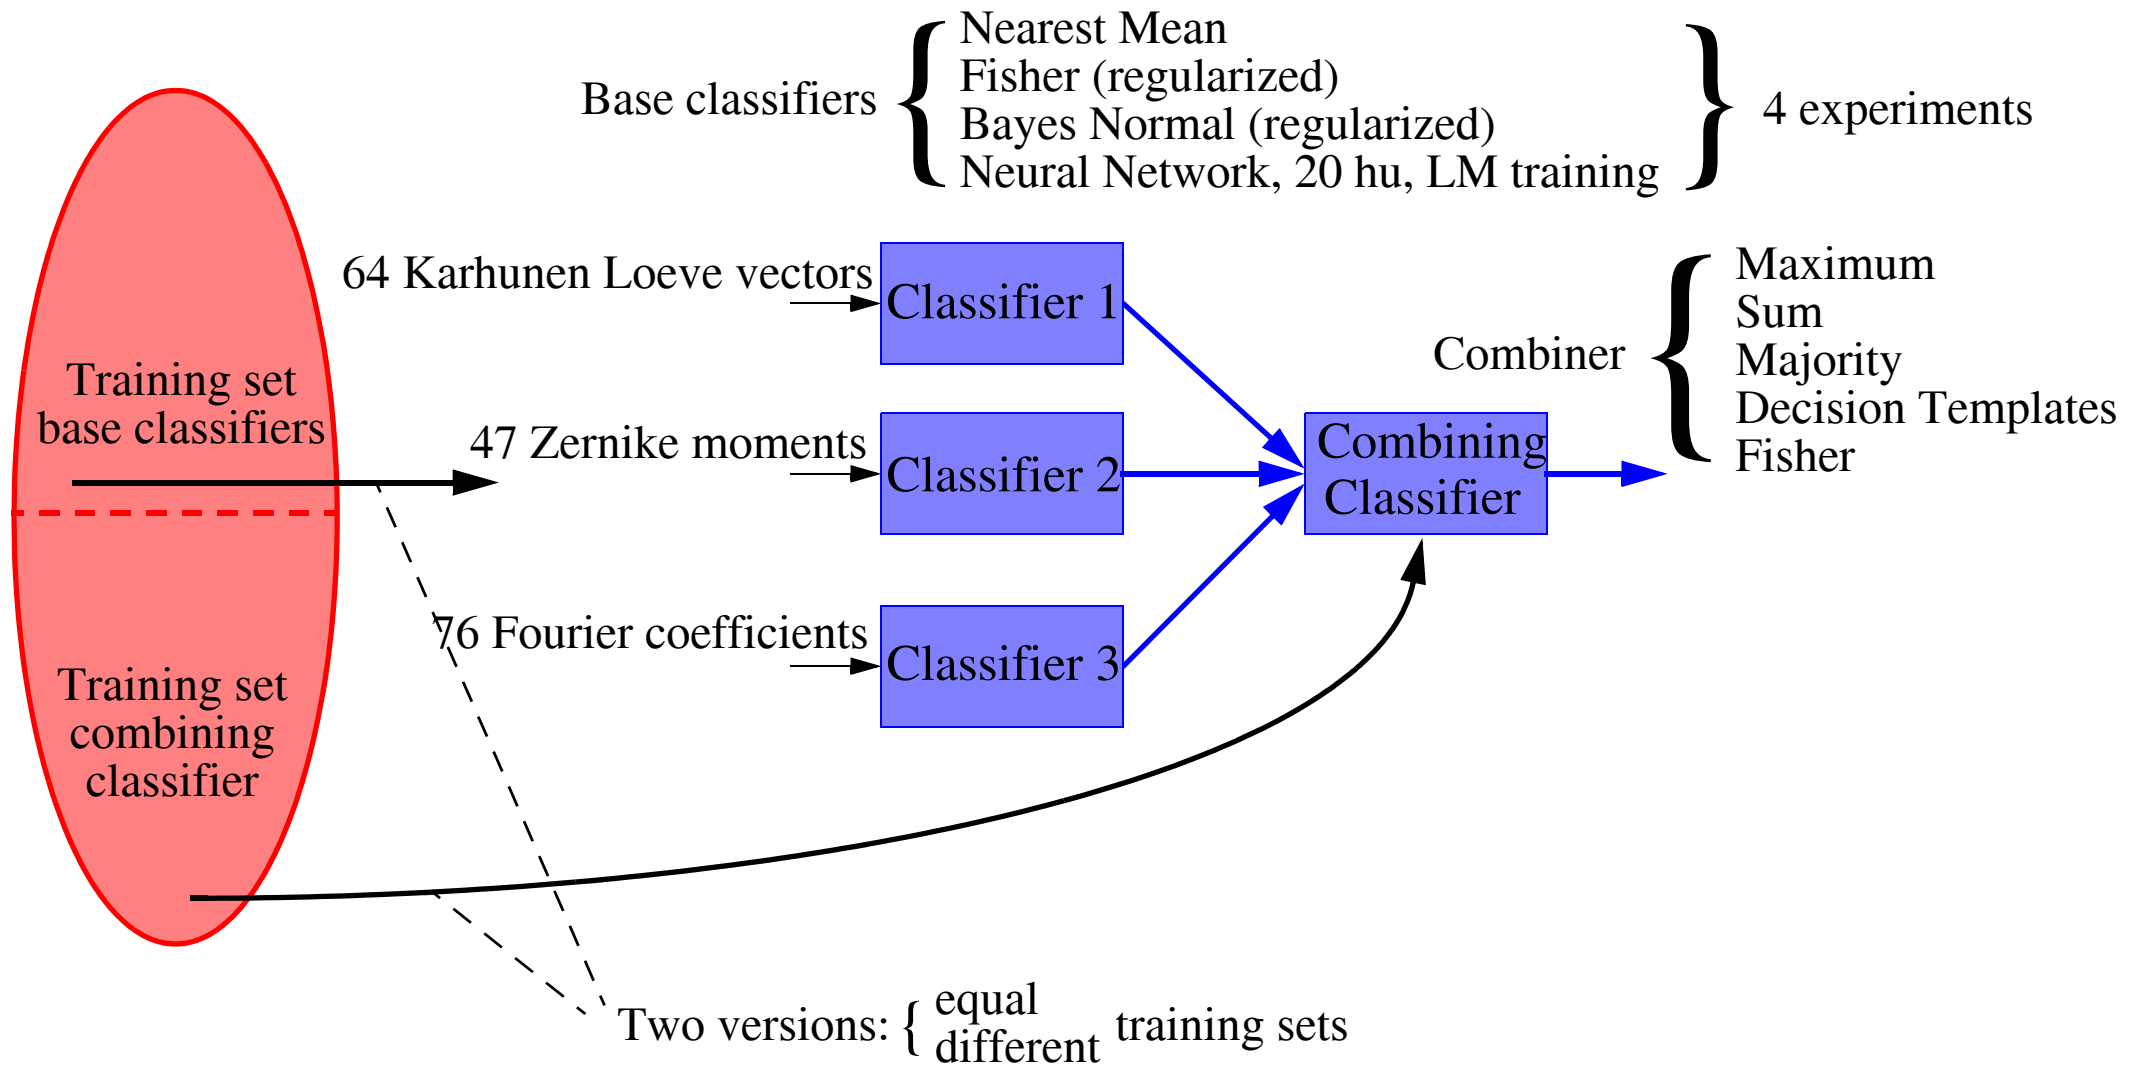 Base classifiers
Nearest Mean
Fisher (regularized)
Bayes Normal (regularized)
Neural Network, 20 hu, LM training
4 experiments
64 Karhunen Loeve vectors
Classifier 1
Combiner
Maximum
Sum
Majority
Decision Templates
Fisher
Training set
base classifiers
47 Zernike moments
Classifier 2
Combining
Classifier
76 Fourier coefficients
Classifier 3
Training set
combining
classifier
Two versions:
equal
different
training sets